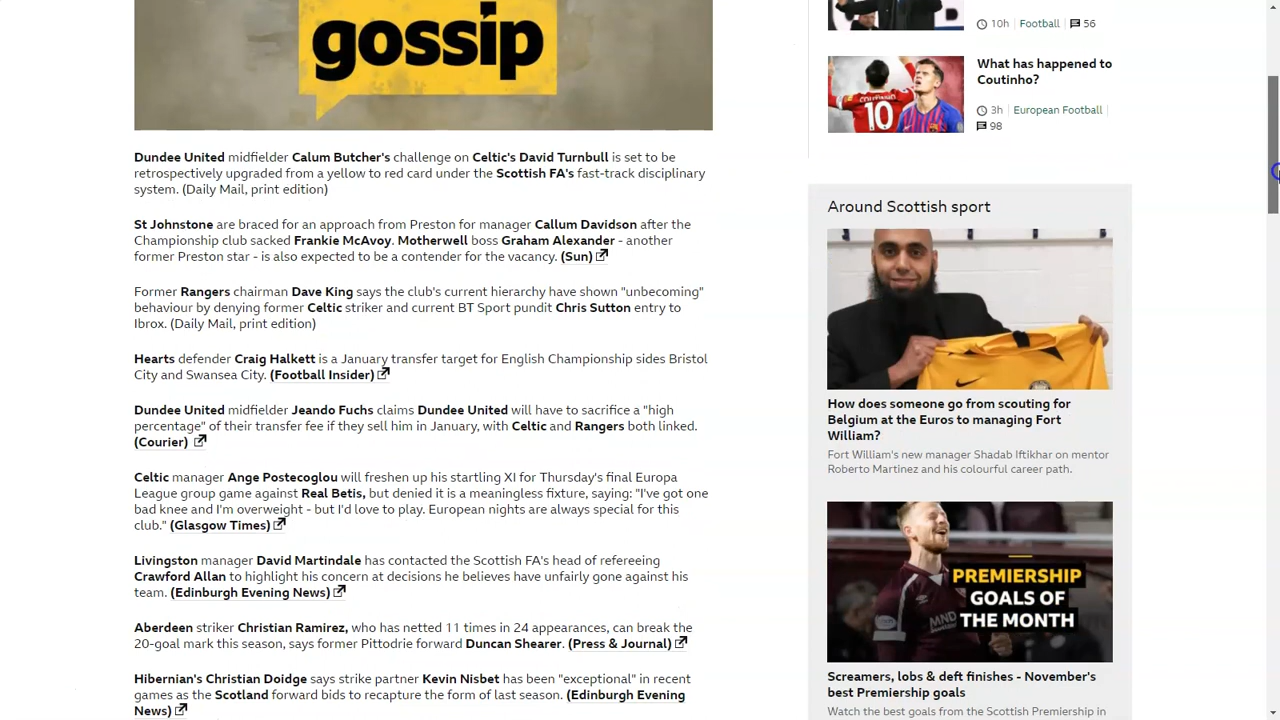 gossip
Dundee United midfielder Calum Butcher's challenge on Celtic's David Turnbull is set to be
retrospectively upgraded from a yellow to red card under the Scottish FA's fast-track disciplinary
system. (Daily Mail, print edition)
St Johnstone are braced for an approach from Preston for manager Callum Davidson after the
Championship club sacked Frankie McAvoy. Motherwell boss Graham Alexander - another
former Preston star - is also expected to be a contender for the vacancy. (Sun)
Former Rangers chairman Dave King says the club's current hierarchy have shown "unbecoming"
behaviour by denying former Celtic striker and current BT Sport pundit Chris Sutton entry to
Ibrox. (Daily Mail, print edition)
Hearts defender Craig Halkett is a January transfer target for English Championship sides Bristol
City and Swansea City. (Football Insider)
Dundee United midfielder Jeando Fuchs claims Dundee United will have to sacrifice a "high
percentage" of their transfer fee if they sell him in January, with Celtic and Rangers both linked.
(Courier)
Celtic manager Ange Postecoglou will freshen up his startling XI for Thursday's final Europa
League group game against Real Betis, but denied it is a meaningless fixture, saying: "I've got one
bad knee and I'm overweight - but I'd love to play. European nights are always special for this
club." (Glasgow Times)
Livingston manager David Martindale has contacted the Scottish FA's head of refereeing
Crawford Allan to highlight his concern at decisions he believes have unfairly gone against his
team. (Edinburgh Evening News)
Aberdeen striker Christian Ramirez, who has netted 11 times in 24 appearances, can break the
20-goal mark this season, says former Pittodrie forward Duncan Shearer. (Press & Journal)
Hibernian's Christian Doidge says strike partner Kevin Nisbet has been "exceptional" in recent
games as the Scotland forward bids to recapture the form of last season. (Edinburgh Evening
News)
10h Football 56
What has happened to
Coutinho?
COUTINHO
10
3h European Football
98
Around Scottish sport
How does someone go from scouting for
Belgium at the Euros to managing Fort
William?
Fort William's new manager Shadab Iftikhar on mentor
Roberto Martinez and his colourful career path.
MND
PREMIERSHIP
GOALS OF
THE MONTH
Screamers, lobs & deft finishes - November's
best Premiership goals
Watch the best goals from the Scottish Premiership in